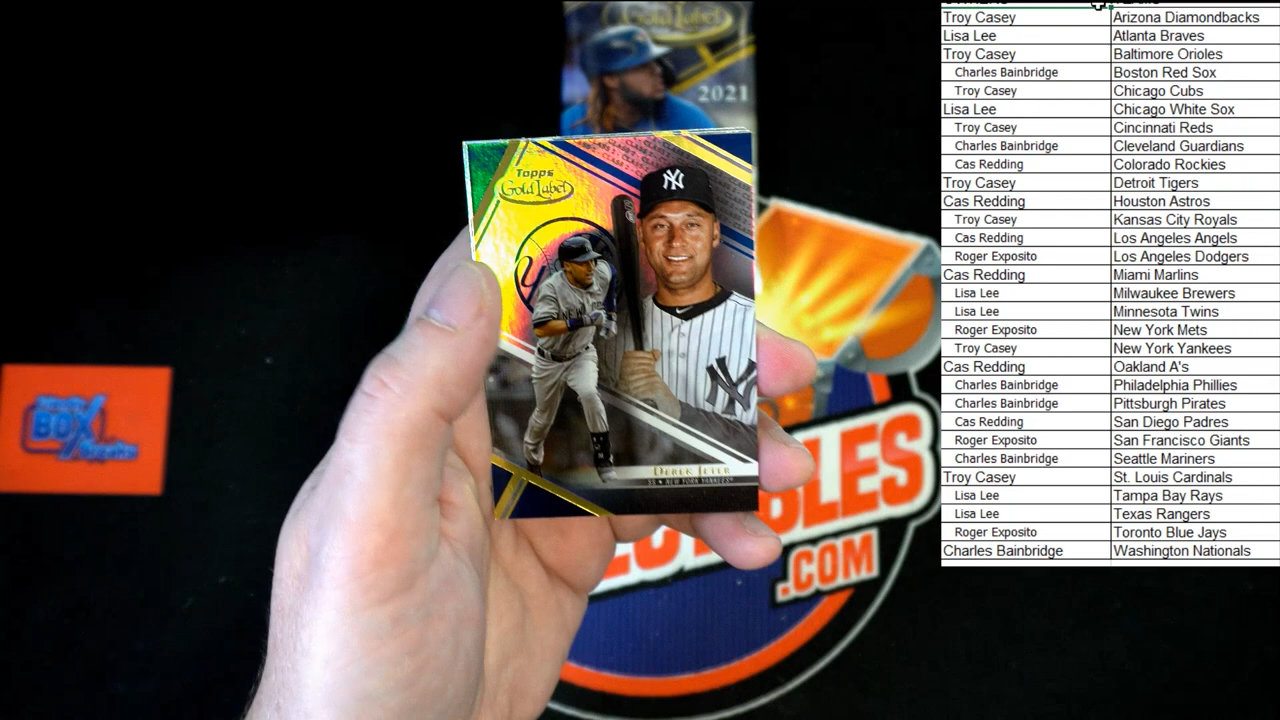 Gold Label
2021
Topps
Gold Label
NY
DEREK JETER
SS • NEW YORK YANKEES
BOX
BLES
.COM
Troy Casey Arizona Diamondbacks
Lisa Lee Atlanta Braves
Troy Casey Baltimore Orioles
Charles Bainbridge Boston Red Sox
Troy Casey Chicago Cubs
Lisa Lee Chicago White Sox
Troy Casey Cincinnati Reds
Charles Bainbridge Cleveland Guardians
Cas Redding Colorado Rockies
Troy Casey Detroit Tigers
Cas Redding Houston Astros
Troy Casey Kansas City Royals
Cas Redding Los Angeles Angels
Roger Exposito Los Angeles Dodgers
Cas Redding Miami Marlins
Lisa Lee Milwaukee Brewers
Lisa Lee Minnesota Twins
Roger Exposito New York Mets
Troy Casey New York Yankees
Cas Redding Oakland A's
Charles Bainbridge Philadelphia Phillies
Charles Bainbridge Pittsburgh Pirates
Cas Redding San Diego Padres
Roger Exposito San Francisco Giants
Charles Bainbridge Seattle Mariners
Troy Casey St. Louis Cardinals
Lisa Lee Tampa Bay Rays
Lisa Lee Texas Rangers
Roger Exposito Toronto Blue Jays
Charles Bainbridge Washington Nationals